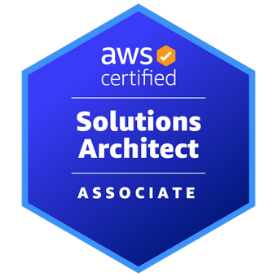 aws
certified
Solutions
Architect
ASSOCIATE